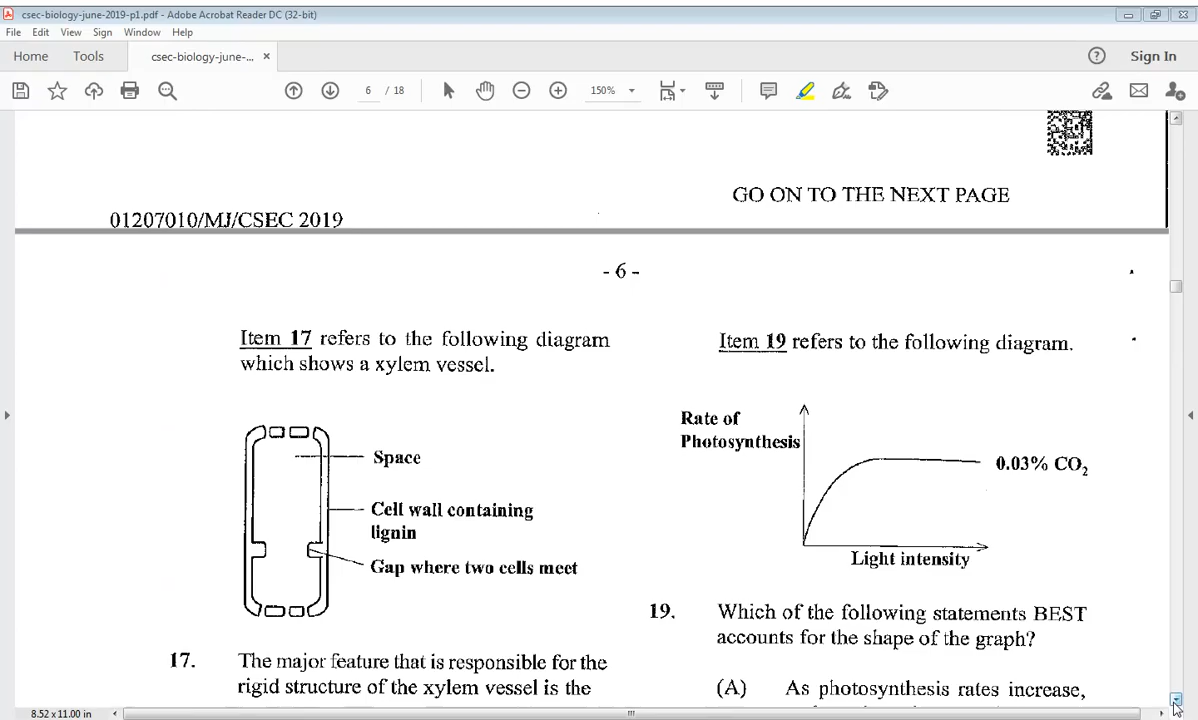 csec-biology-june-2019-p1.pdf - Adobe Acrobat Reader DC (32-bit)
File Edit View Sign Window Help
Home Tools csec-biology-june-... × Sign In
6 / 18 150%
GO ON TO THE NEXT PAGE
01207010/MJ/CSEC 2019
- 6 -
Item 17 refers to the following diagram
which shows a xylem vessel.
Space
Cell wall containing
lignin
Gap where two cells meet
17. The major feature that is responsible for the
rigid structure of the xylem vessel is the
Item 19 refers to the following diagram.
Rate of
Photosynthesis
0.03% CO₂
Light intensity
19. Which of the following statements BEST
accounts for the shape of the graph?
(A) As photosynthesis rates increase,
8.52 x 11.00 in